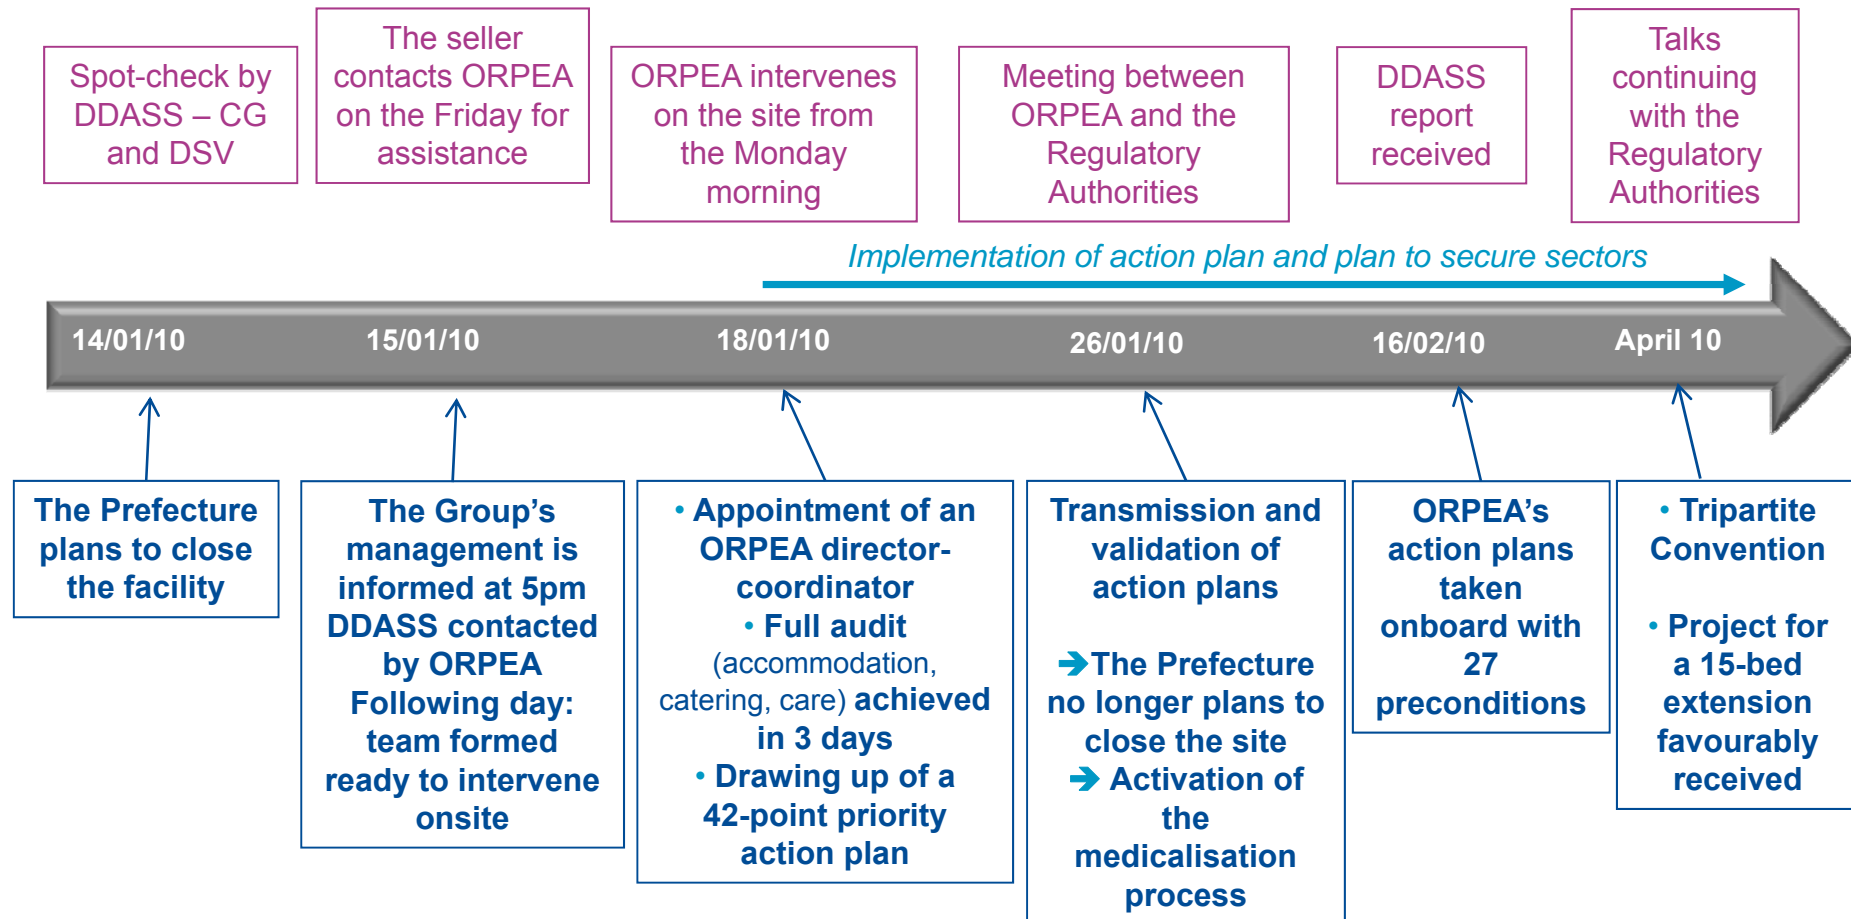 Spot-check by
DDASS – CG
and DSV
The seller
contacts ORPEA
on the Friday for
assistance
ORPEA intervenes
on the site from
the Monday
morning
Meeting between
ORPEA and the
Regulatory
Authorities
DDASS
report
received
Talks
continuing
with the
Regulatory
Authorities
Implementation of action plan and plan to secure sectors
14/01/10
15/01/10
18/01/10
26/01/10
16/02/10
April 10
The Prefecture
plans to close
the facility
The Group’s
management is
informed at 5pm
DDASS contacted
by ORPEA
Following day:
team formed
ready to intervene
onsite
• Appointment of an
ORPEA director-
coordinator
• Full audit
(accommodation,
catering, care) achieved
in 3 days
• Drawing up of a
42-point priority
action plan
Transmission and
validation of
action plans
➔The Prefecture
no longer plans to
close the site
➔ Activation of
the
medicalisation
process
ORPEA’s
action plans
taken
onboard with
27
preconditions
• Tripartite
Convention
• Project for
a 15-bed
extension
favourably
received